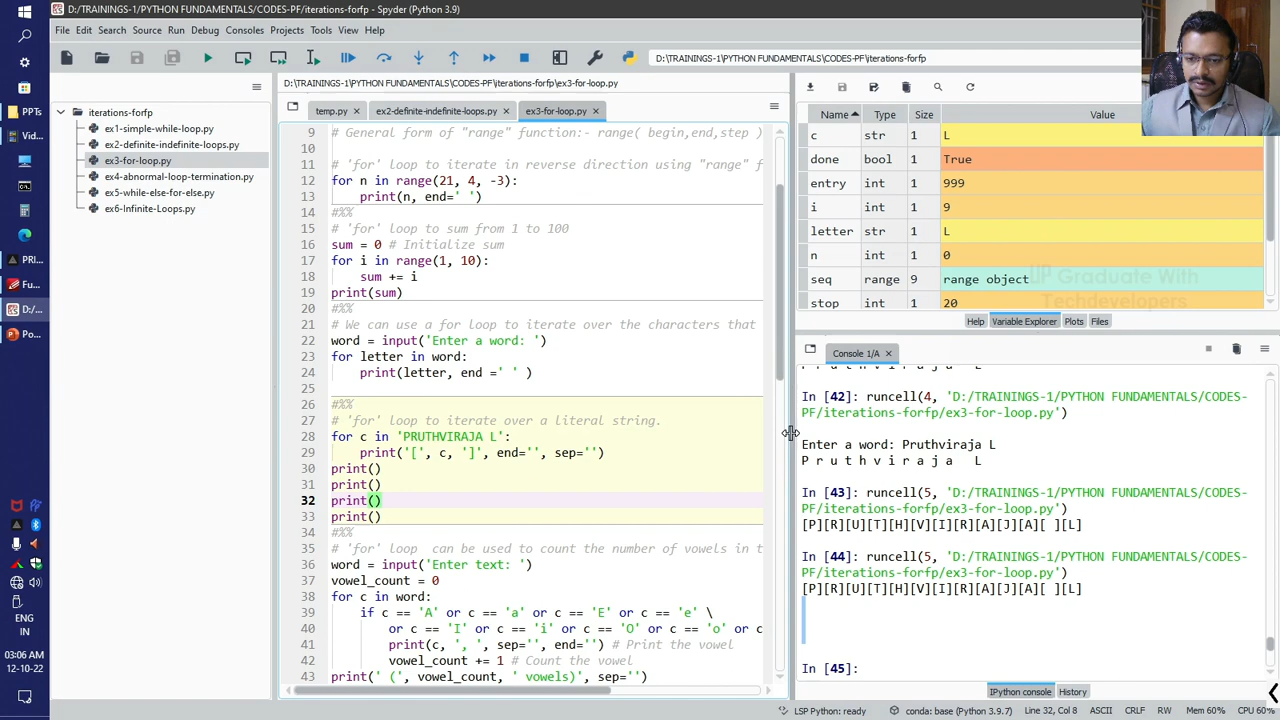 D:\TRAININGS-1\PYTHON FUNDAMENTALS\CODES-PF\iterations-forfp - Spyder (Python 3.9)
File Edit Search Source Run Debug Consoles Projects Tools View Help
D:\TRAININGS-1\PYTHON FUNDAMENTALS\CODES-PF\iterations-forfp
PPTs
Vid...
PRI...
Fu...
D:/...
Po...
ENG
IN
03:06 AM
12-10-22
iterations-forfp
ex1-simple-while-loop.py
ex2-definite-indefinite-loops.py
ex3-for-loop.py
ex4-abnormal-loop-termination.py
ex5-while-else-for-else.py
ex6-Infinite-Loops.py
D:\TRAININGS-1\PYTHON FUNDAMENTALS\CODES-PF\iterations-forfp\ex3-for-loop.py
temp.py ex2-definite-indefinite-loops.py ex3-for-loop.py
9 # General form of "range" function:- range( begin,end,step )
10
11 # 'for' loop to iterate in reverse direction using "range" f
12 for n in range(21, 4, -3):
13 print(n, end=' ')
14 #%%
15 # 'for' loop to sum from 1 to 100
16 sum = 0 # Initialize sum
17 for i in range(1, 10):
18 sum += i
19 print(sum)
20 #%%
21 # We can use a for loop to iterate over the characters that
22 word = input('Enter a word: ')
23 for letter in word:
24 print(letter, end =' ' )
25
26 #%%
27 # 'for' loop to iterate over a literal string.
28 for c in 'PRUTHVIRAJA L':
29 print('[', c, ']', end='', sep='')
30 print()
31 print()
32 print()
33 print()
34 #%%
35 # 'for' loop  can be used to count the number of vowels in t
36 word = input('Enter text: ')
37 vowel_count = 0
38 for c in word:
39 if c == 'A' or c == 'a' or c == 'E' or c == 'e' \
40 or c == 'I' or c == 'i' or c == 'O' or c == 'o' or c
41 print(c, ', ', sep='', end='') # Print the vowel
42 vowel_count += 1 # Count the vowel
43 print(' (', vowel_count, ' vowels)', sep='')
Name Type Size Value
c str 1 L
done bool 1 True
entry int 1 999
i int 1 9
letter str 1 L
n int 1 0
seq range 9 range object
stop int 1 20
UP Graduate With
Techdevelopers
Help Variable Explorer Plots Files
Console 1/A
P r u t h v i r a j a   L
In [42]: runcell(4, 'D:/TRAININGS-1/PYTHON FUNDAMENTALS/CODES-
PF/iterations-forfp/ex3-for-loop.py')
Enter a word: Pruthviraja L
P r u t h v i r a j a   L
In [43]: runcell(5, 'D:/TRAININGS-1/PYTHON FUNDAMENTALS/CODES-
PF/iterations-forfp/ex3-for-loop.py')
[P][R][U][T][H][V][I][R][A][J][A][ ][L]
In [44]: runcell(5, 'D:/TRAININGS-1/PYTHON FUNDAMENTALS/CODES-
PF/iterations-forfp/ex3-for-loop.py')
[P][R][U][T][H][V][I][R][A][J][A][ ][L]
In [45]:
IPython console History
LSP Python: ready conda: base (Python 3.9.7) Line 32, Col 8 ASCII CRLF RW Mem 60% CPU 60%